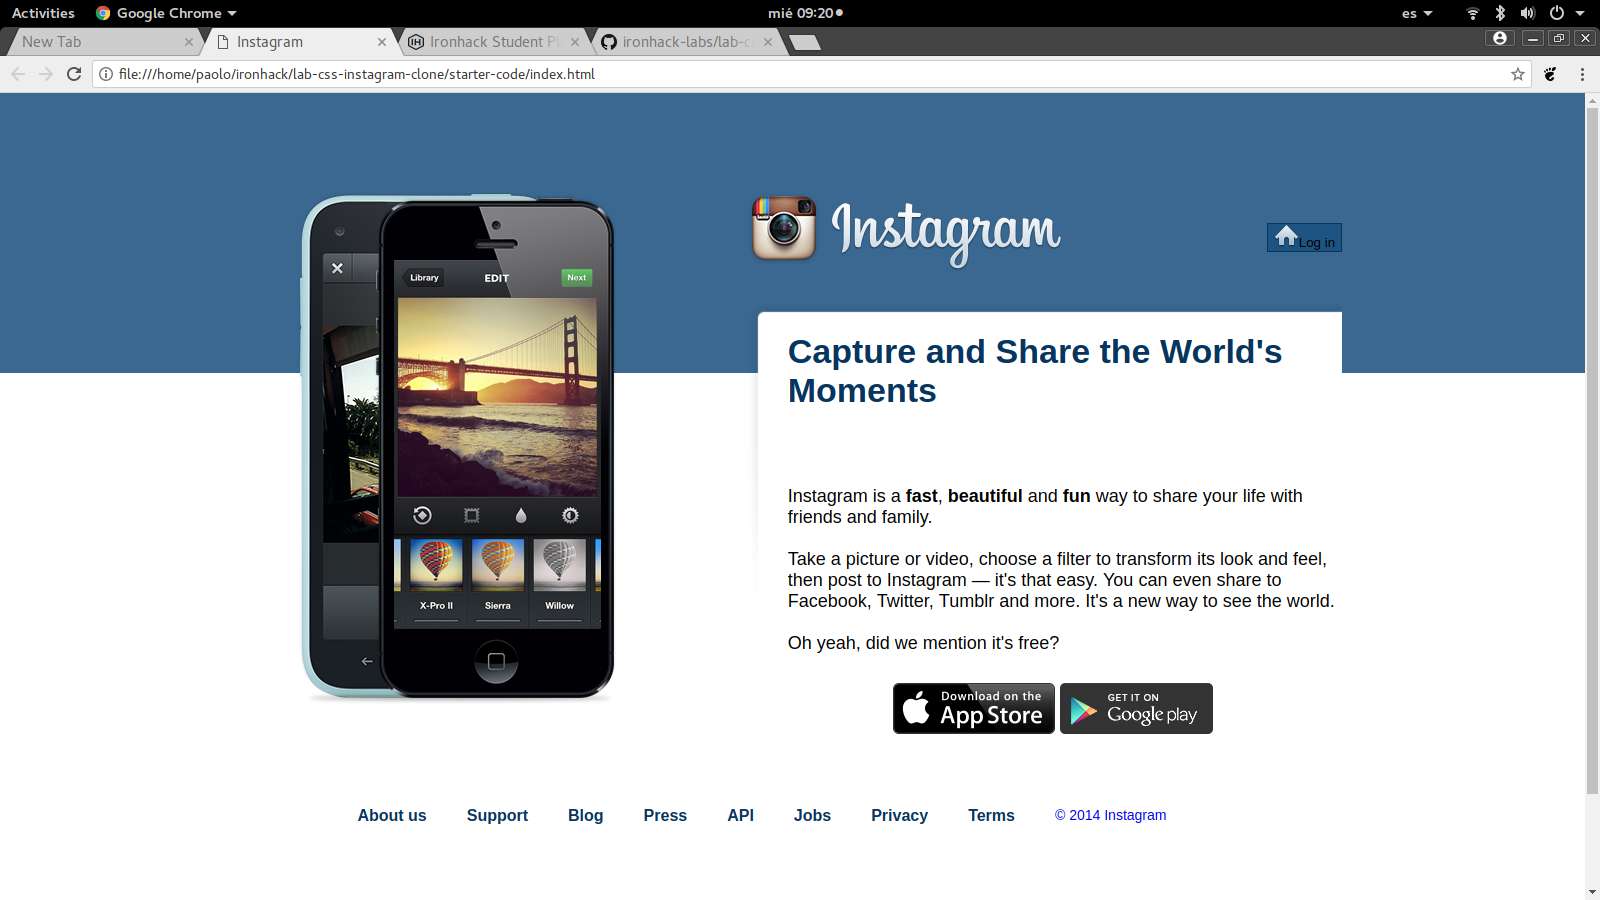 Activities Google Chrome mié 09:20 es
New Tab Instagram Ironhack Student Pl ironhack-labs/lab-cs
file:///home/paolo/ironhack/lab-css-instagram-clone/starter-code/index.html
Instagram
Log in
Library EDIT Next
Capture and Share the World's
Moments
Instagram is a fast, beautiful and fun way to share your life with
friends and family.
Take a picture or video, choose a filter to transform its look and feel,
then post to Instagram — it's that easy. You can even share to
Facebook, Twitter, Tumblr and more. It's a new way to see the world.
X-Pro II Sierra Willow
Oh yeah, did we mention it's free?
Download on the
App Store
GET IT ON
Google play
About us Support Blog Press API Jobs Privacy Terms © 2014 Instagram